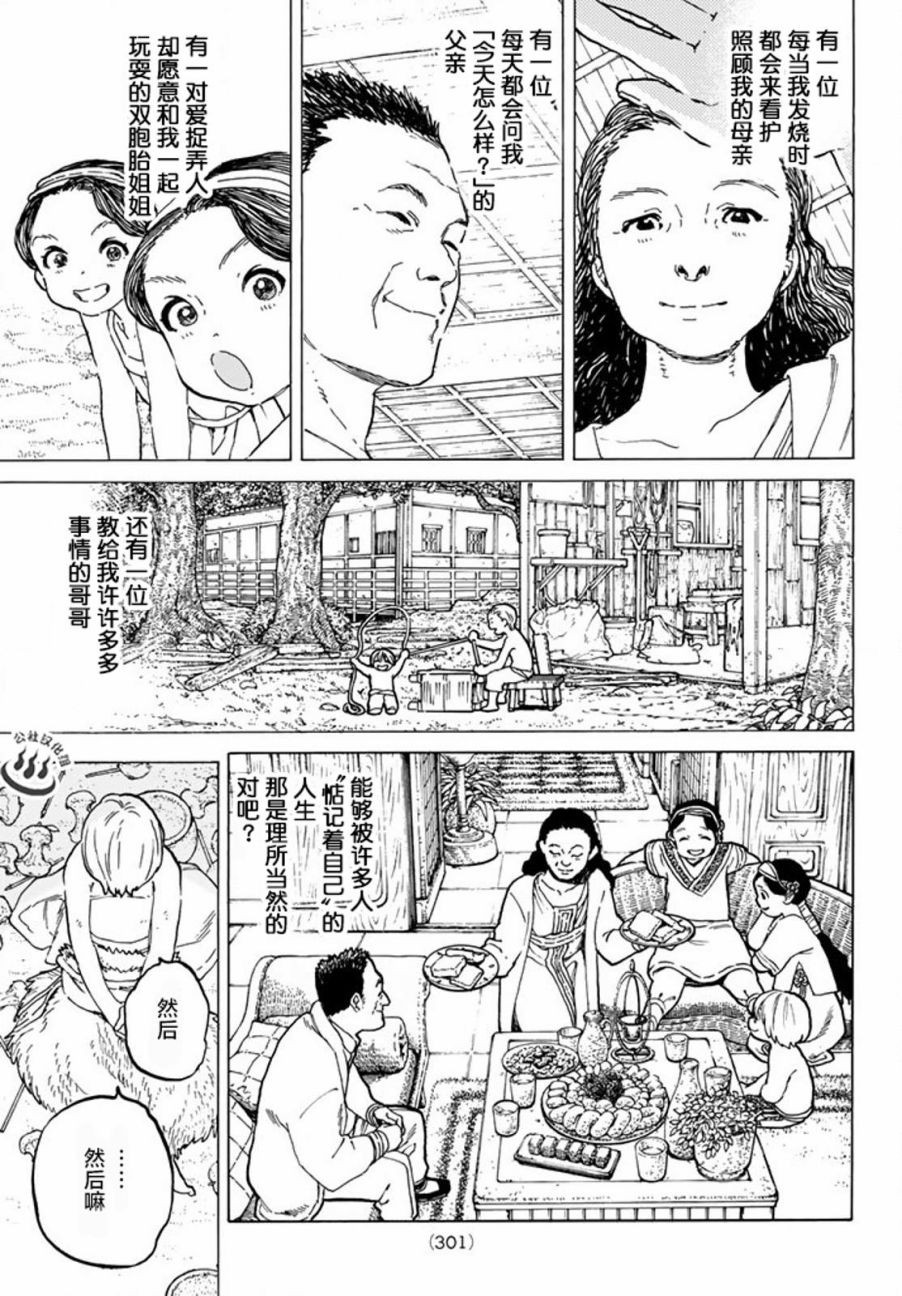 有一位
每当我发烧时
都会来看护
照顾我的母亲
有一位
每天都会问我
「今天怎么样？」的
父亲
有一对爱捉弄人
却愿意和我一起
玩耍的双胞胎姐姐
还有一位
教给我许许多多
事情的哥哥
能够被许多人
“惦记着自己”的
人生
那是理所当然的
对吧？
公社汉化组
然后
……
然后嘛
(301)